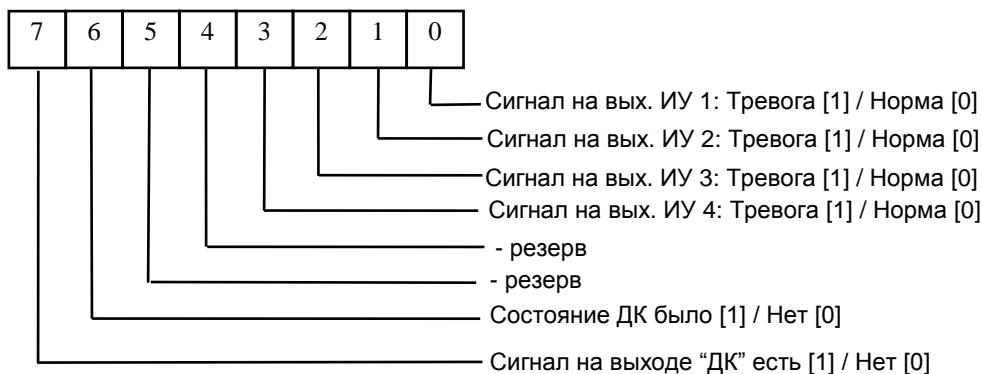 7 6 5 4 3 2 1 0
Сигнал на вых. ИУ 1: Тревога [1] / Норма [0]
Сигнал на вых. ИУ 2: Тревога [1] / Норма [0]
Сигнал на вых. ИУ 3: Тревога [1] / Норма [0]
Сигнал на вых. ИУ 4: Тревога [1] / Норма [0]
- резерв
- резерв
Состояние ДК было [1] / Нет [0]
Сигнал на выходе “ДК” есть [1] / Нет [0]